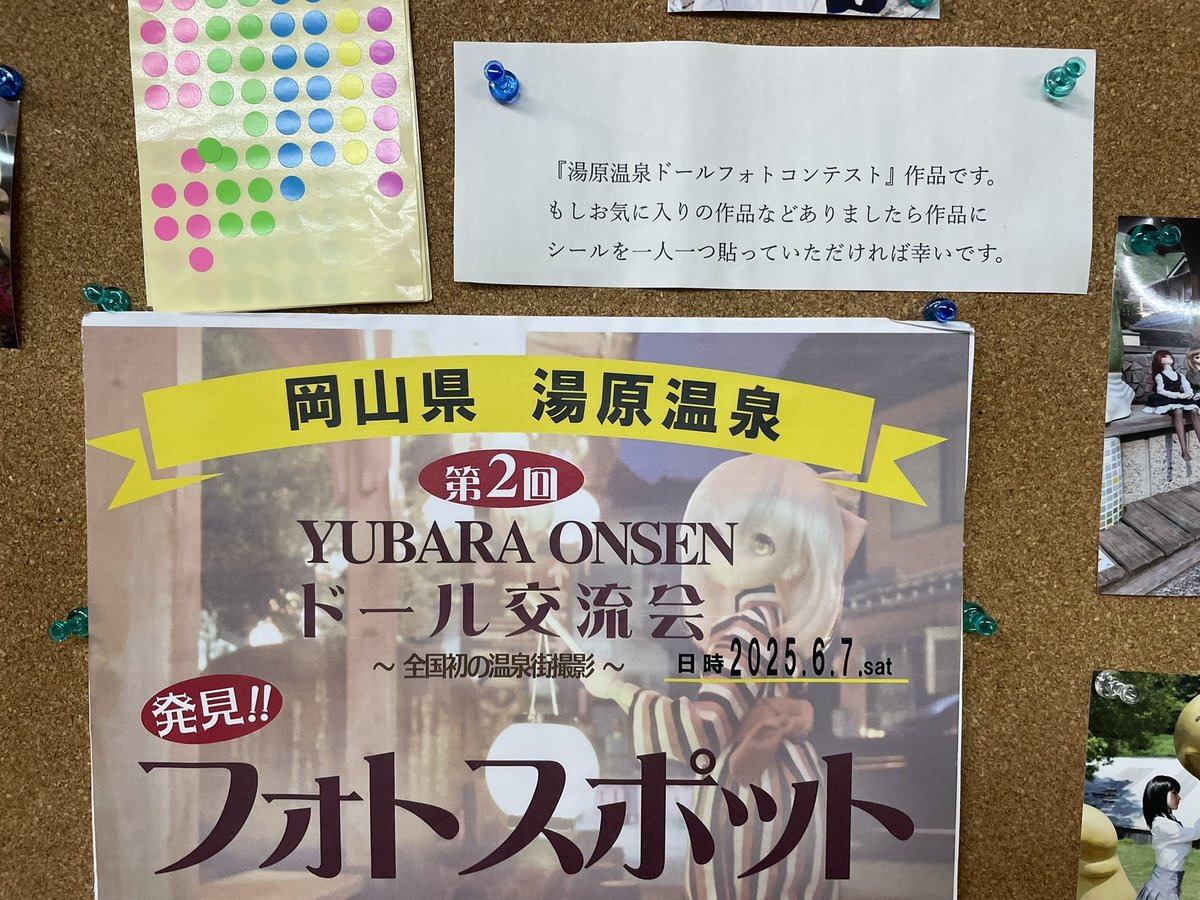 『湯原温泉ドールフォトコンテスト』作品です。
もしお気に入りの作品などありましたら作品に
シールを一人一つ貼っていただければ幸いです。
岡山県 湯原温泉
第2回
YUBARA ONSEN
ドール交流会
～ 全国初の温泉街撮影 ～
日時 2025.6.7.sat
発見!!
フォトスポット